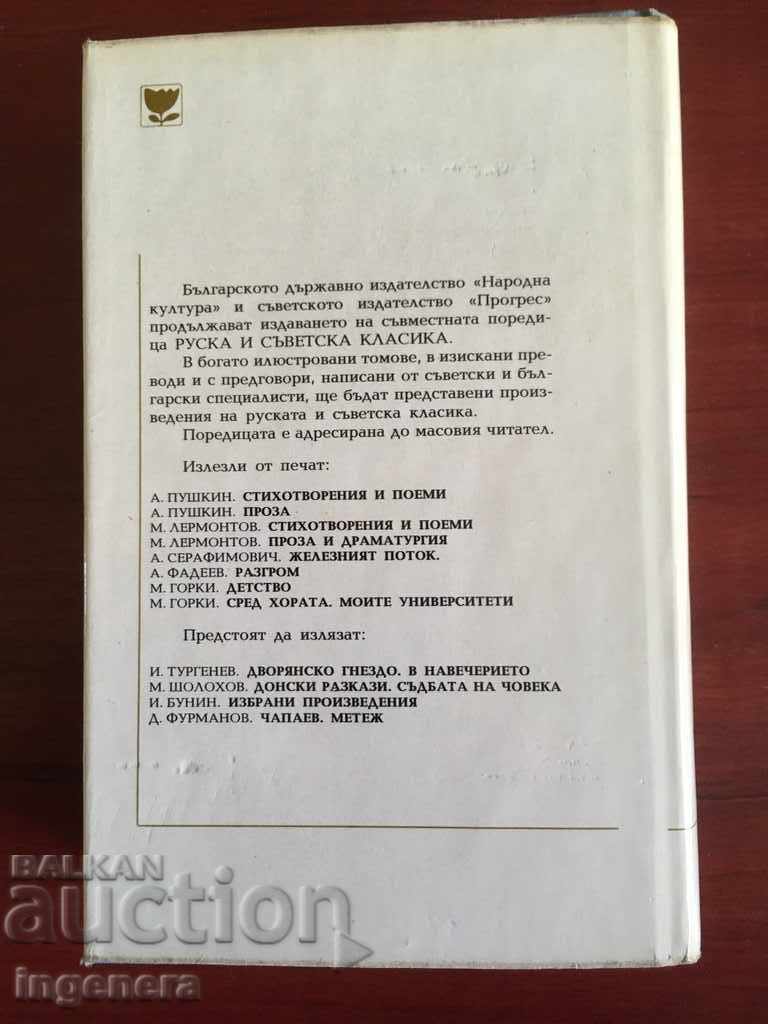 Българското държавно издателство «Народна
култура» и съветското издателство «Прогрес»
продължават издаването на съвместната пореди-
ца РУСКА И СЪВЕТСКА КЛАСИКА.
В богато илюстровани томове, в изискани пре-
води и с предговори, написани от съветски и бъл-
гарски специалисти, ще бъдат представени произ-
ведения на руската и съветска класика.
Поредицата е адресирана до масовия читател.
Излезли от печат:
А. ПУШКИН. СТИХОТВОРЕНИЯ И ПОЕМИ
А. ПУШКИН. ПРОЗА
М. ЛЕРМОНТОВ. СТИХОТВОРЕНИЯ И ПОЕМИ
М. ЛЕРМОНТОВ. ПРОЗА И ДРАМАТУРГИЯ
А. СЕРАФИМОВИЧ. ЖЕЛЕЗНИЯТ ПОТОК.
А. ФАДЕЕВ. РАЗГРОМ
М. ГОРКИ. ДЕТСТВО
М. ГОРКИ. СРЕД ХОРАТА. МОИТЕ УНИВЕРСИТЕТИ
Предстоят да излязат:
И. ТУРГЕНЕВ. ДВОРЯНСКО ГНЕЗДО. В НАВЕЧЕРИЕТО
М. ШОЛОХОВ. ДОНСКИ РАЗКАЗИ. СЪДБАТА НА ЧОВЕКА
И. БУНИН. ИЗБРАНИ ПРОИЗВЕДЕНИЯ
Д. ФУРМАНОВ. ЧАПАЕВ. МЕТЕЖ
BALKAN
auction
ingenera